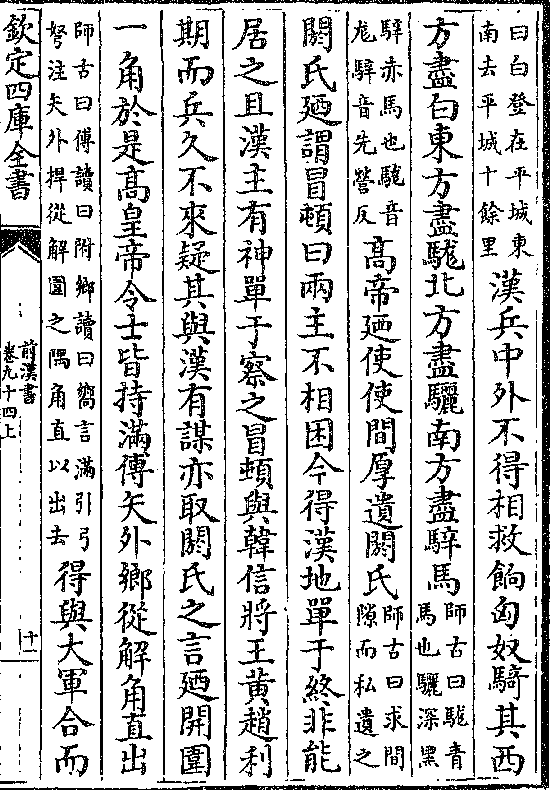 曰白登在平城東
南去平城十餘里
漢兵中外不得相救餉匈奴騎其西
方盡白東方盡駹北方盡驪南方盡騂馬
師古曰駹青
馬也驪深黑
騂亦馬也駹音
尨騂音先營反
高帝廼使使間厚遺閼氏
師古曰求間
隙而私遺之
閼氏廼謂冒頓曰兩主不相困今得漢地單于終非能
居之且漢主有神單于察之冒頓與韓信將王黃趙利
期而兵久不來疑其與漢有謀亦取閼氏之言廼開圍
一角於是高皇帝令士皆持滿傅矢外鄉從解角直出
師古曰傅讀曰附鄉讀曰嚮言滿引弓
弩注矢外捍從解圍之隅角直以出去
得與大軍合而
欽定四庫全書
前漢書
卷九十四上
十